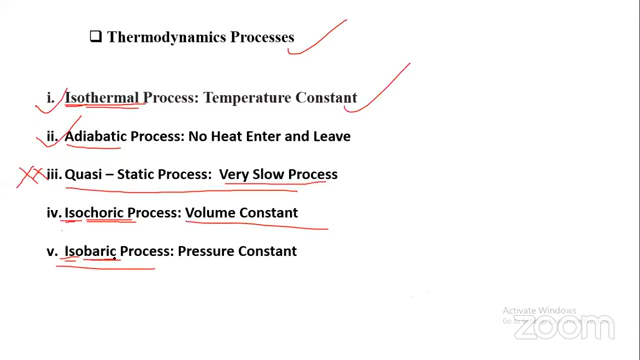 ❑ Thermodynamics Processes
i. Isothermal Process: Temperature Constant
ii. Adiabatic Process: No Heat Enter and Leave
iii. Quasi – Static Process: Very Slow Process
iv. Isochoric Process: Volume Constant
v. Isobaric Process: Pressure Constant
Activate Windows
zoom